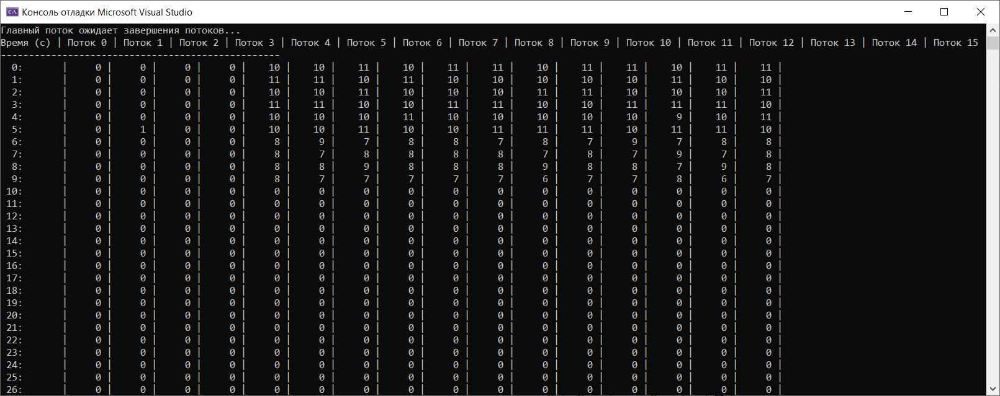 Консоль отладки Microsoft Visual Studio
Главный поток ожидает завершения потоков...
Время (с) | Поток 0 | Поток 1 | Поток 2 | Поток 3 | Поток 4 | Поток 5 | Поток 6 | Поток 7 | Поток 8 | Поток 9 | Поток 10 | Поток 11 | Поток 12 | Поток 13 | Поток 14 | Поток 15
--------------------------------------------------
0: | 0 | 0 | 0 | 0 | 10 | 10 | 11 | 10 | 11 | 11 | 10 | 11 | 11 | 10 | 11 | 11 |
1: | 0 | 0 | 0 | 0 | 11 | 11 | 10 | 11 | 10 | 10 | 10 | 10 | 10 | 11 | 10 | 10 |
2: | 0 | 0 | 0 | 0 | 10 | 10 | 11 | 10 | 10 | 10 | 11 | 11 | 10 | 10 | 10 | 11 |
3: | 0 | 0 | 0 | 0 | 11 | 11 | 10 | 10 | 11 | 11 | 10 | 10 | 11 | 11 | 11 | 10 |
4: | 0 | 0 | 0 | 0 | 10 | 10 | 10 | 11 | 10 | 10 | 10 | 10 | 10 | 9 | 10 | 11 |
5: | 0 | 1 | 0 | 0 | 10 | 10 | 11 | 10 | 10 | 11 | 11 | 11 | 10 | 11 | 11 | 10 |
6: | 0 | 0 | 0 | 0 | 8 | 9 | 7 | 8 | 8 | 7 | 8 | 7 | 9 | 7 | 8 | 8 |
7: | 0 | 0 | 0 | 0 | 8 | 7 | 8 | 8 | 8 | 8 | 7 | 8 | 7 | 9 | 7 | 8 |
8: | 0 | 0 | 0 | 0 | 8 | 8 | 9 | 8 | 8 | 8 | 9 | 8 | 8 | 7 | 9 | 8 |
9: | 0 | 0 | 0 | 0 | 8 | 7 | 7 | 7 | 7 | 7 | 6 | 7 | 7 | 8 | 6 | 7 |
10: | 0 | 0 | 0 | 0 | 0 | 0 | 0 | 0 | 0 | 0 | 0 | 0 | 0 | 0 | 0 | 0 |
11: | 0 | 0 | 0 | 0 | 0 | 0 | 0 | 0 | 0 | 0 | 0 | 0 | 0 | 0 | 0 | 0 |
12: | 0 | 0 | 0 | 0 | 0 | 0 | 0 | 0 | 0 | 0 | 0 | 0 | 0 | 0 | 0 | 0 |
13: | 0 | 0 | 0 | 0 | 0 | 0 | 0 | 0 | 0 | 0 | 0 | 0 | 0 | 0 | 0 | 0 |
14: | 0 | 0 | 0 | 0 | 0 | 0 | 0 | 0 | 0 | 0 | 0 | 0 | 0 | 0 | 0 | 0 |
15: | 0 | 0 | 0 | 0 | 0 | 0 | 0 | 0 | 0 | 0 | 0 | 0 | 0 | 0 | 0 | 0 |
16: | 0 | 0 | 0 | 0 | 0 | 0 | 0 | 0 | 0 | 0 | 0 | 0 | 0 | 0 | 0 | 0 |
17: | 0 | 0 | 0 | 0 | 0 | 0 | 0 | 0 | 0 | 0 | 0 | 0 | 0 | 0 | 0 | 0 |
18: | 0 | 0 | 0 | 0 | 0 | 0 | 0 | 0 | 0 | 0 | 0 | 0 | 0 | 0 | 0 | 0 |
19: | 0 | 0 | 0 | 0 | 0 | 0 | 0 | 0 | 0 | 0 | 0 | 0 | 0 | 0 | 0 | 0 |
20: | 0 | 0 | 0 | 0 | 0 | 0 | 0 | 0 | 0 | 0 | 0 | 0 | 0 | 0 | 0 | 0 |
21: | 0 | 0 | 0 | 0 | 0 | 0 | 0 | 0 | 0 | 0 | 0 | 0 | 0 | 0 | 0 | 0 |
22: | 0 | 0 | 0 | 0 | 0 | 0 | 0 | 0 | 0 | 0 | 0 | 0 | 0 | 0 | 0 | 0 |
23: | 0 | 0 | 0 | 0 | 0 | 0 | 0 | 0 | 0 | 0 | 0 | 0 | 0 | 0 | 0 | 0 |
24: | 0 | 0 | 0 | 0 | 0 | 0 | 0 | 0 | 0 | 0 | 0 | 0 | 0 | 0 | 0 | 0 |
25: | 0 | 0 | 0 | 0 | 0 | 0 | 0 | 0 | 0 | 0 | 0 | 0 | 0 | 0 | 0 | 0 |
26: | 0 | 0 | 0 | 0 | 0 | 0 | 0 | 0 | 0 | 0 | 0 | 0 | 0 | 0 | 0 | 0 |